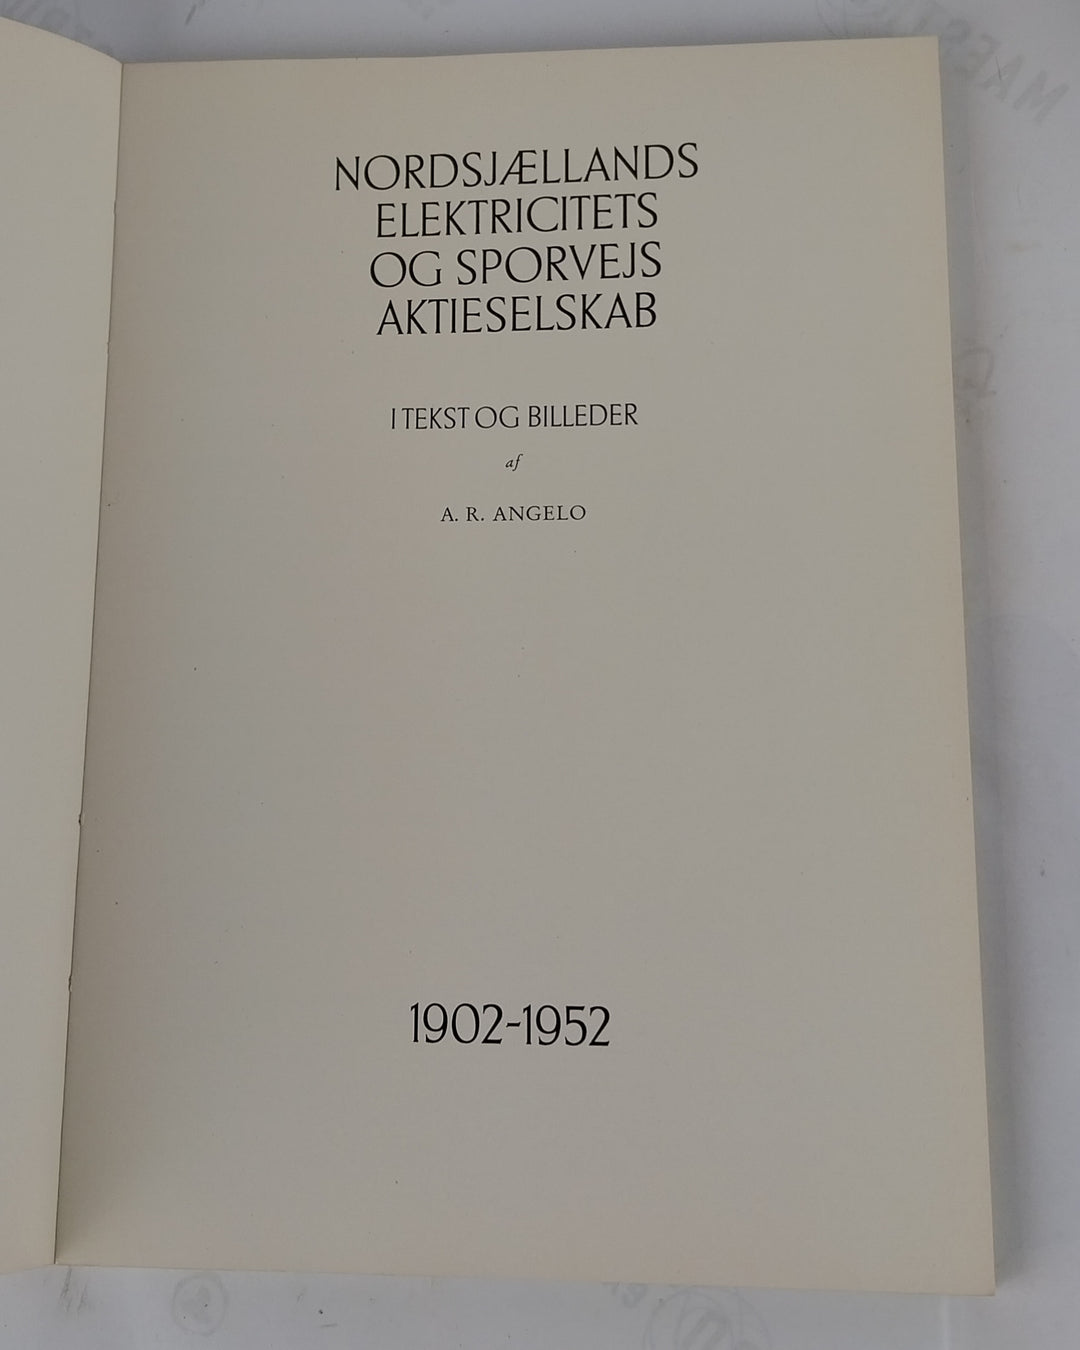 NORDSJÆLLANDS
ELEKTRICITETS
OG SPORVEJS
AKTIESELSKAB
I TEKST OG BILLEDER
af
A. R. ANGELO
1902-1952